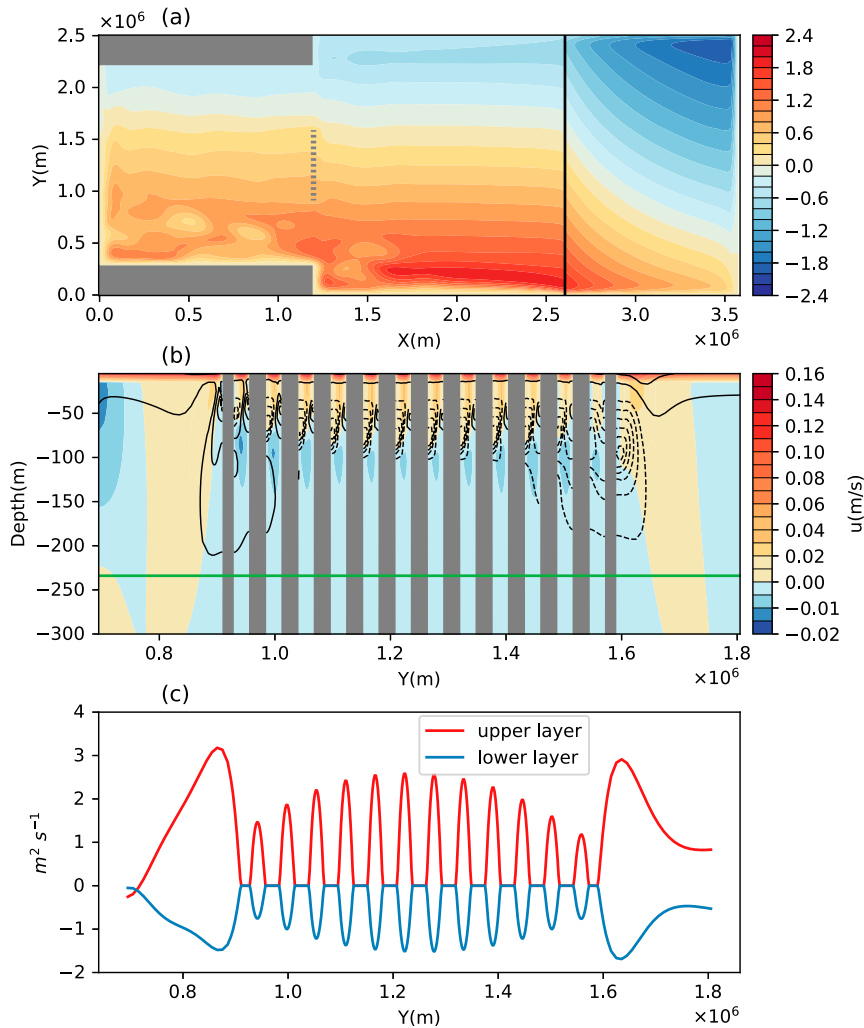 ×10⁶ (a)
2.5
2.0
1.5
1.0
0.5
0.0
Y(m)
0.0 0.5 1.0 1.5 2.0 2.5 3.0 3.5
X(m) ×10⁶
2.4
1.8
1.2
0.6
0.0
−0.6
−1.2
−1.8
−2.4
(b)
−50
−100
−150
−200
−250
−300
Depth(m)
0.8 1.0 1.2 1.4 1.6 1.8
Y(m) ×10⁶
0.16
0.14
0.12
0.10
0.08
0.06
0.04
0.02
0.00
−0.01
−0.02
u(m/s)
(c)
4
3
2
1
0
−1
−2
m² s⁻¹
upper layer
lower layer
0.8 1.0 1.2 1.4 1.6 1.8
Y(m) ×10⁶